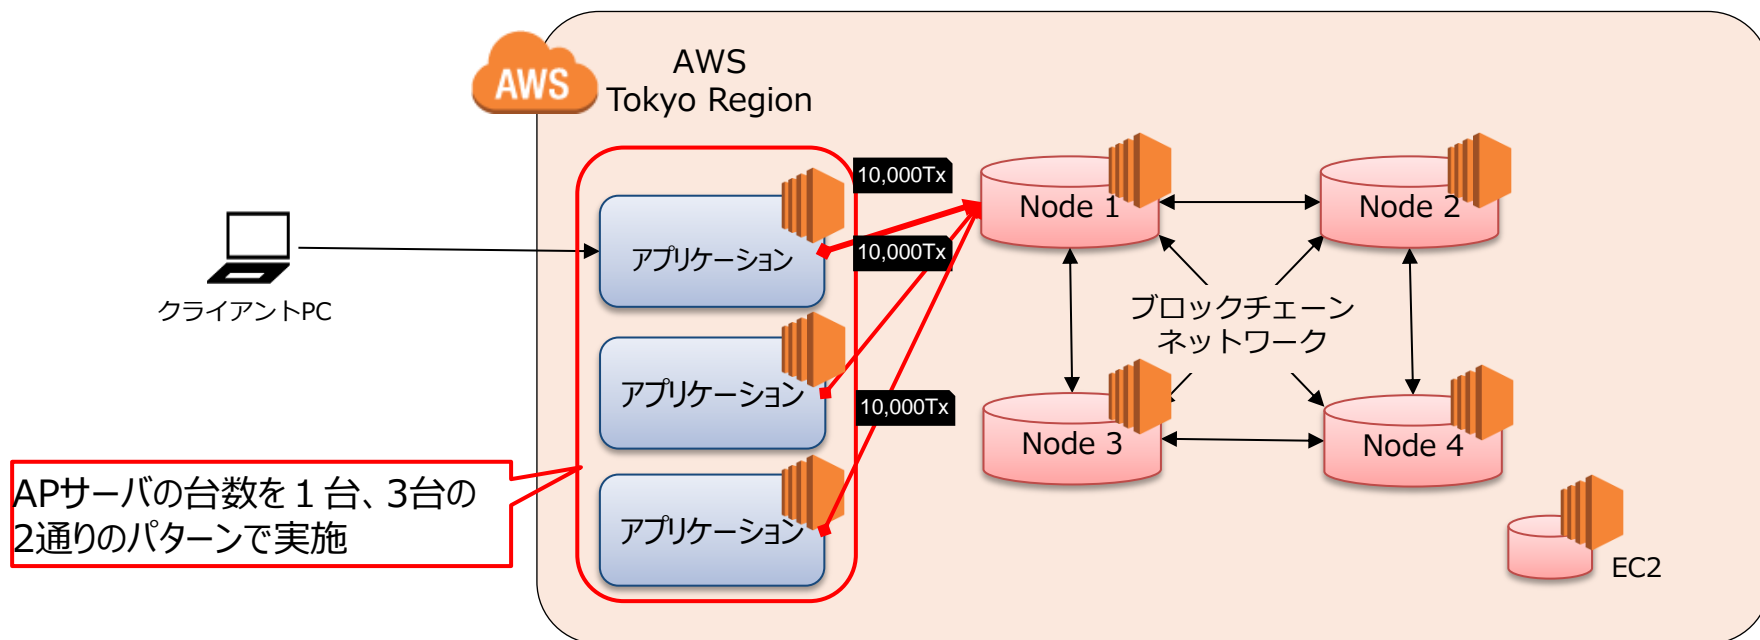 AWS
AWS
Tokyo Region
10,000Tx
Node 1
Node 2
アプリケーション
10,000Tx
クライアントPC
ブロックチェーン
ネットワーク
アプリケーション
10,000Tx
Node 3
Node 4
APサーバの台数を１台、3台の
2通りのパターンで実施
アプリケーション
EC2